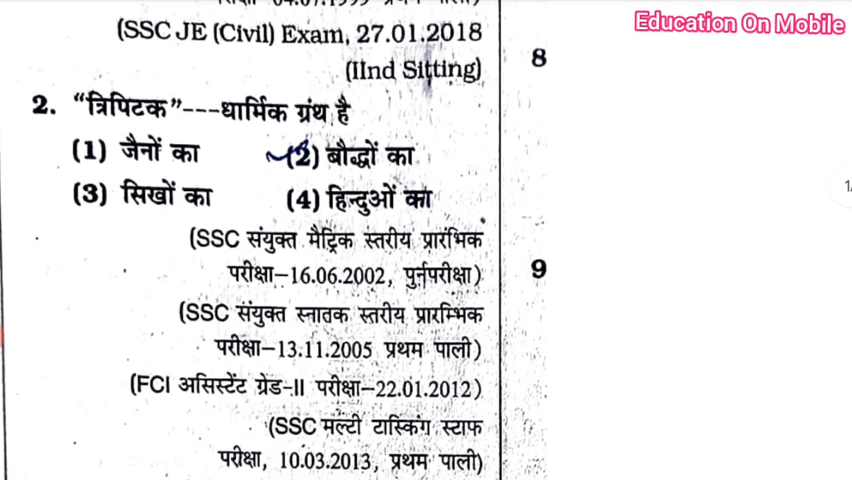 Education On Mobile
(SSC JE (Civil) Exam, 27.01.2018
(IInd Sitting)
8
2. “त्रिपिटक”---धार्मिक ग्रंथ है
(1) जैनों का (2) बौद्धों का
(3) सिखों का (4) हिन्दुओं का
(SSC संयुक्त मैट्रिक स्तरीय प्रारंभिक
परीक्षा-16.06.2002, पुर्नपरीक्षा)
9
(SSC संयुक्त स्नातक स्तरीय प्रारम्भिक
परीक्षा-13.11.2005 प्रथम पाली)
(FCI असिस्टेंट ग्रेड-II परीक्षा-22.01.2012)
(SSC मल्टी टास्किंग स्टाफ
परीक्षा, 10.03.2013, प्रथम पाली)